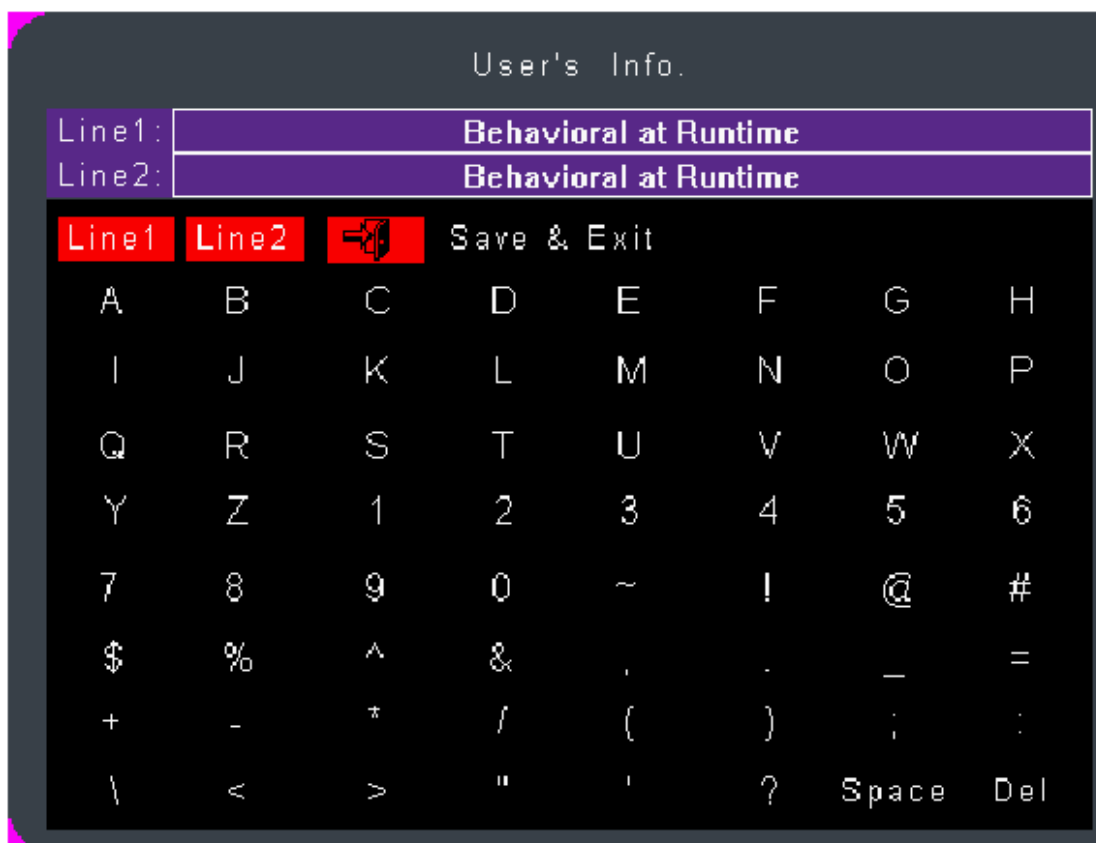 User's Info.
Line1: Behavioral at Runtime
Line2: Behavioral at Runtime
Line1 Line2 Save & Exit
A B C D E F G H
I J K L M N O P
Q R S T U V W X
Y Z 1 2 3 4 5 6
7 8 9 0 ~ ! @ #
$ % ^ & , . _ =
+ - * / ( ) ; :
\ < > " ' ? Space Del